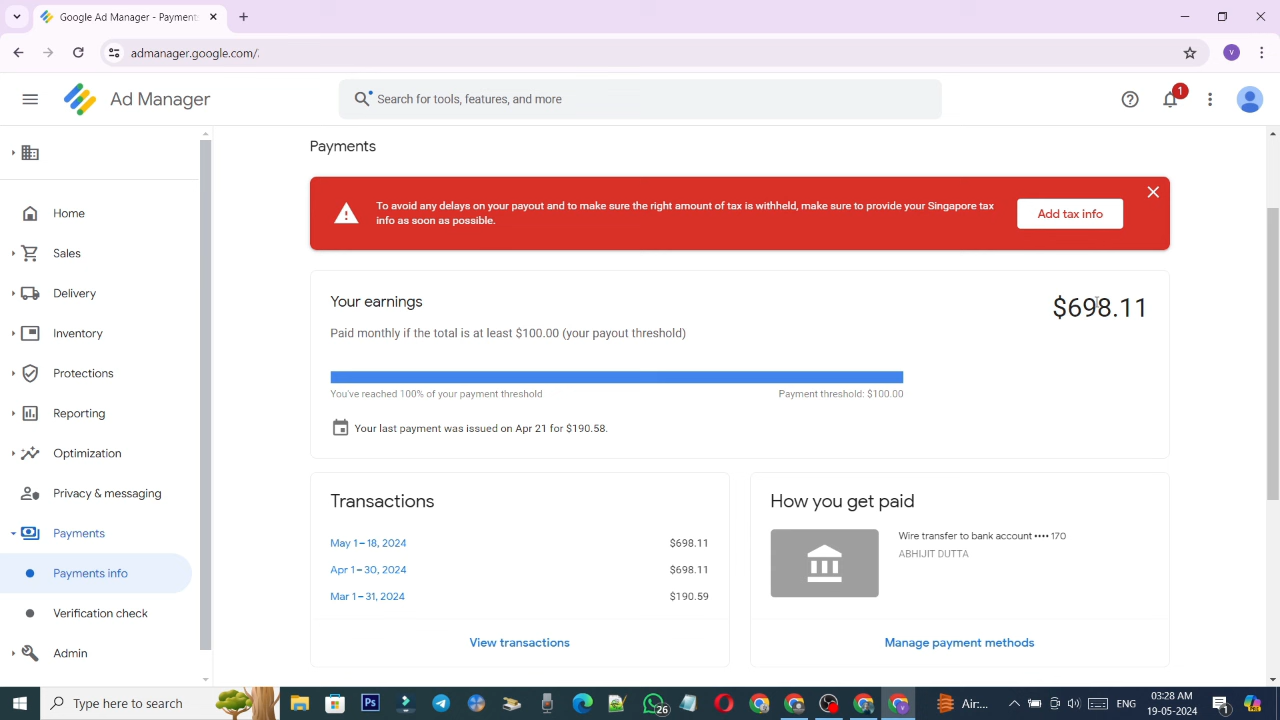 Payments - Google Ad Manager
admanager.google.com/.
V
Ad Manager
Search for tools, features, and more
1
Home
Sales
Delivery
Inventory
Protections
Reporting
Optimization
Privacy & messaging
Payments
Payments info
Verification check
Admin
Payments
To avoid any delays on your payout and to make sure the right amount of tax is withheld, make sure to provide your Singapore tax
info as soon as possible.
Add tax info
Your earnings
$698.11
Paid monthly if the total is at least $100.00 (your payout threshold)
You've reached 100% of your payment threshold
Payment threshold: $100.00
Your last payment was issued on Apr 21 for $190.58.
Transactions
May 1 – 18, 2024 $698.11
Apr 1 – 30, 2024 $698.11
Mar 1 – 31, 2024 $190.59
View transactions
How you get paid
Wire transfer to bank account •••• 170
ABHIJIT DUTTA
Manage payment methods
Type here to search
Ps
26
Air:...
ENG
03:28 AM
19-05-2024